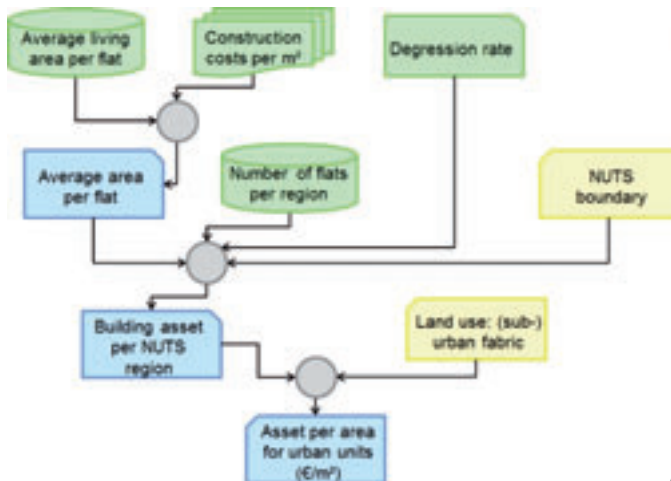 Average living
area per flat
Construction
costs per m²
Degression rate
Average area
per flat
Number of flats
per region
NUTS
boundary
Building asset
per NUTS
region
Land use: (sub-)
urban fabric
Asset per area
for urban units
(€/m²)